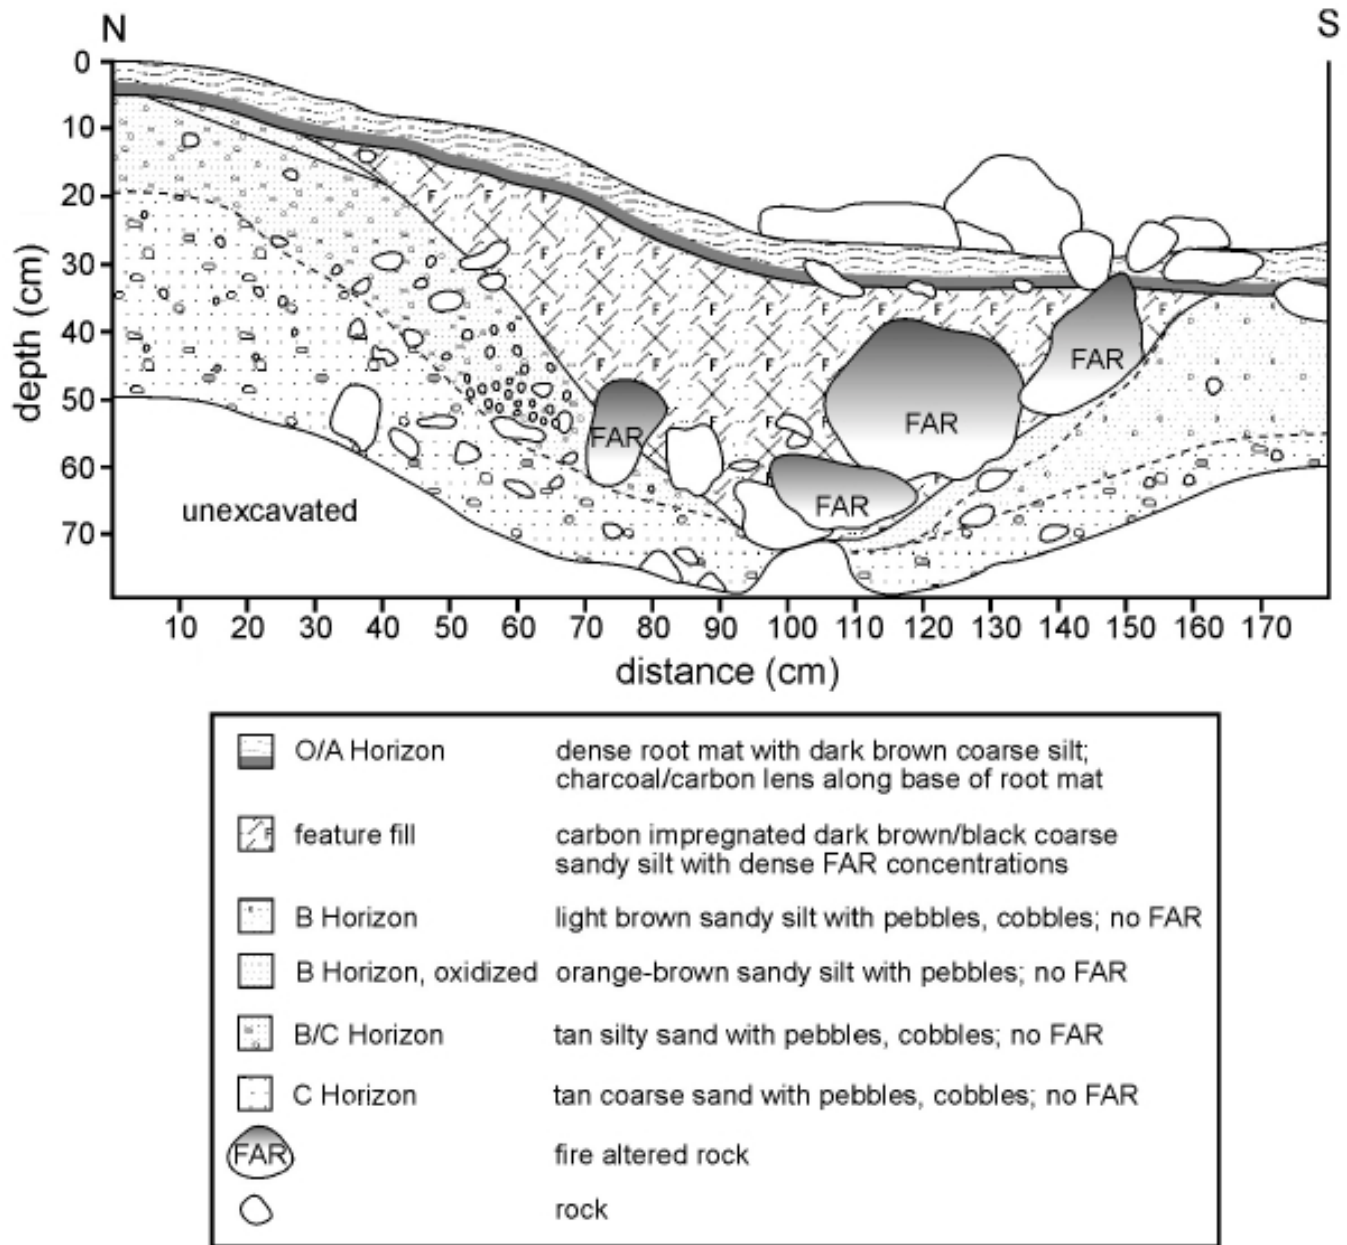 N S
0
10
20
30
40
50
60
70
depth (cm)
F F F
F F
F F F
F F F F
F F F F F F F F
F F F
F F
F F
FAR
FAR
FAR
FAR
unexcavated
10 20 30 40 50 60 70 80 90 100 110 120 130 140 150 160 170
distance (cm)
O/A Horizon dense root mat with dark brown coarse silt;
charcoal/carbon lens along base of root mat
F feature fill carbon impregnated dark brown/black coarse
sandy silt with dense FAR concentrations
B Horizon light brown sandy silt with pebbles, cobbles; no FAR
B Horizon, oxidized orange-brown sandy silt with pebbles; no FAR
B/C Horizon tan silty sand with pebbles, cobbles; no FAR
C Horizon tan coarse sand with pebbles, cobbles; no FAR
FAR fire altered rock
rock